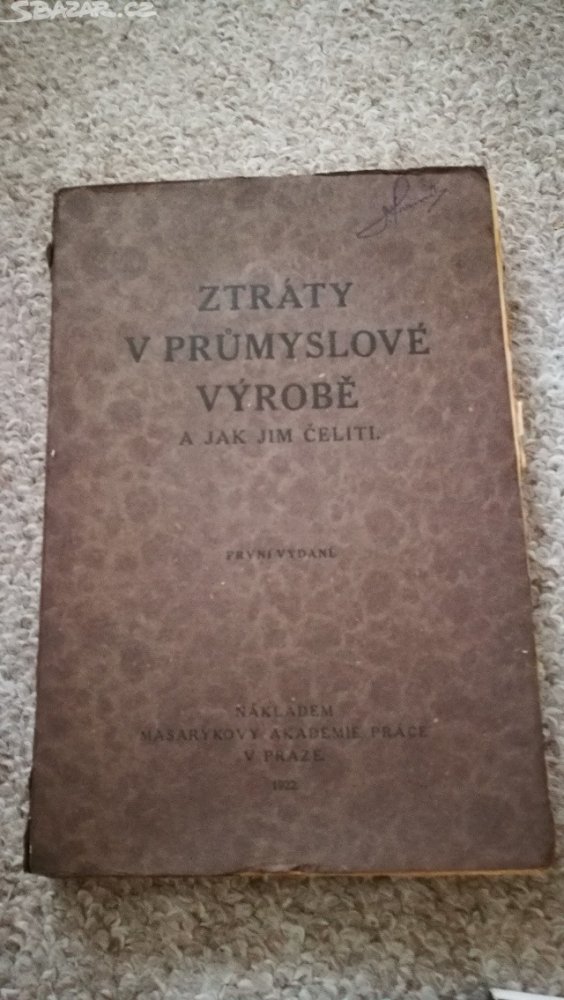 SBAZAR.CZ
ZTRÁTY
V PRŮMYSLOVÉ
VÝROBĚ
A JAK JIM ČELITI.
PRVNÍ VYDÁNÍ.
NÁKLADEM
MASARYKOVY AKADEMIE PRÁCE
V PRAZE.
1922.